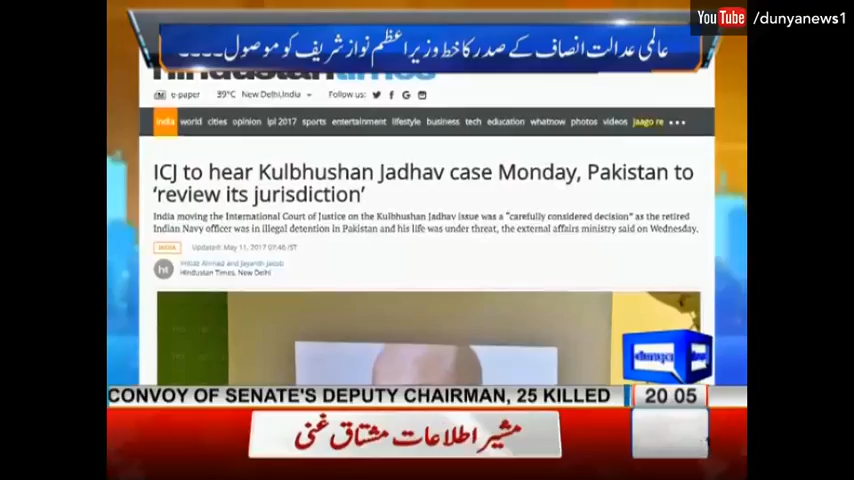 YouTube /dunyanews1
عالمی عدالت انصاف کے صدر کا خط وزیراعظم نواز شریف کو موصول----
hindustantimes
e-paper 39°C New Delhi,India Follow us:
india world cities opinion ipl 2017 sports entertainment lifestyle business tech education whatnow photos videos Jaago re
ICJ to hear Kulbhushan Jadhav case Monday, Pakistan to
‘review its jurisdiction’
India moving the International Court of Justice on the Kulbhushan Jadhav issue was a “carefully considered decision” as the retired
Indian Navy officer was in illegal detention in Pakistan and his life was under threat, the external affairs ministry said on Wednesday.
INDIA Updated: May 11, 2017 07:46 IST
ht Imtiaz Ahmad and Jayanth Jacob
Hindustan Times, New Delhi
dunya
CONVOY OF SENATE'S DEPUTY CHAIRMAN, 25 KILLED 20 05
مشیر اطلاعات مشتاق غنی